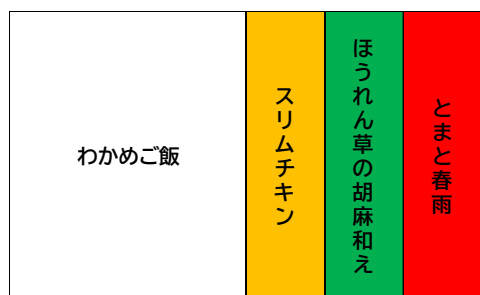 わかめご飯
スリムチキン
ほうれん草の胡麻和え
とまと春雨